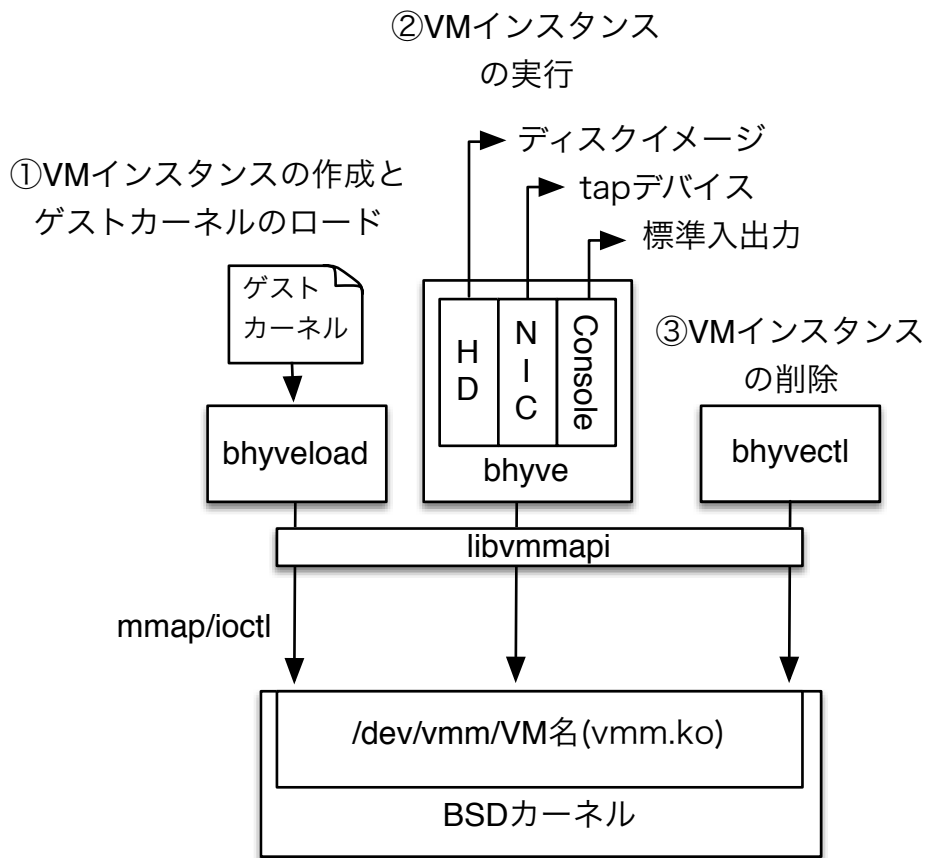 ②VMインスタンス
の実行
ディスクイメージ
①VMインスタンスの作成と
ゲストカーネルのロード
tapデバイス
標準入出力
ゲスト
カーネル
HD
NIC
Console
③VMインスタンス
の削除
bhyveload
bhyve
bhyvectl
libvmmapi
mmap/ioctl
/dev/vmm/VM名(vmm.ko)
BSDカーネル